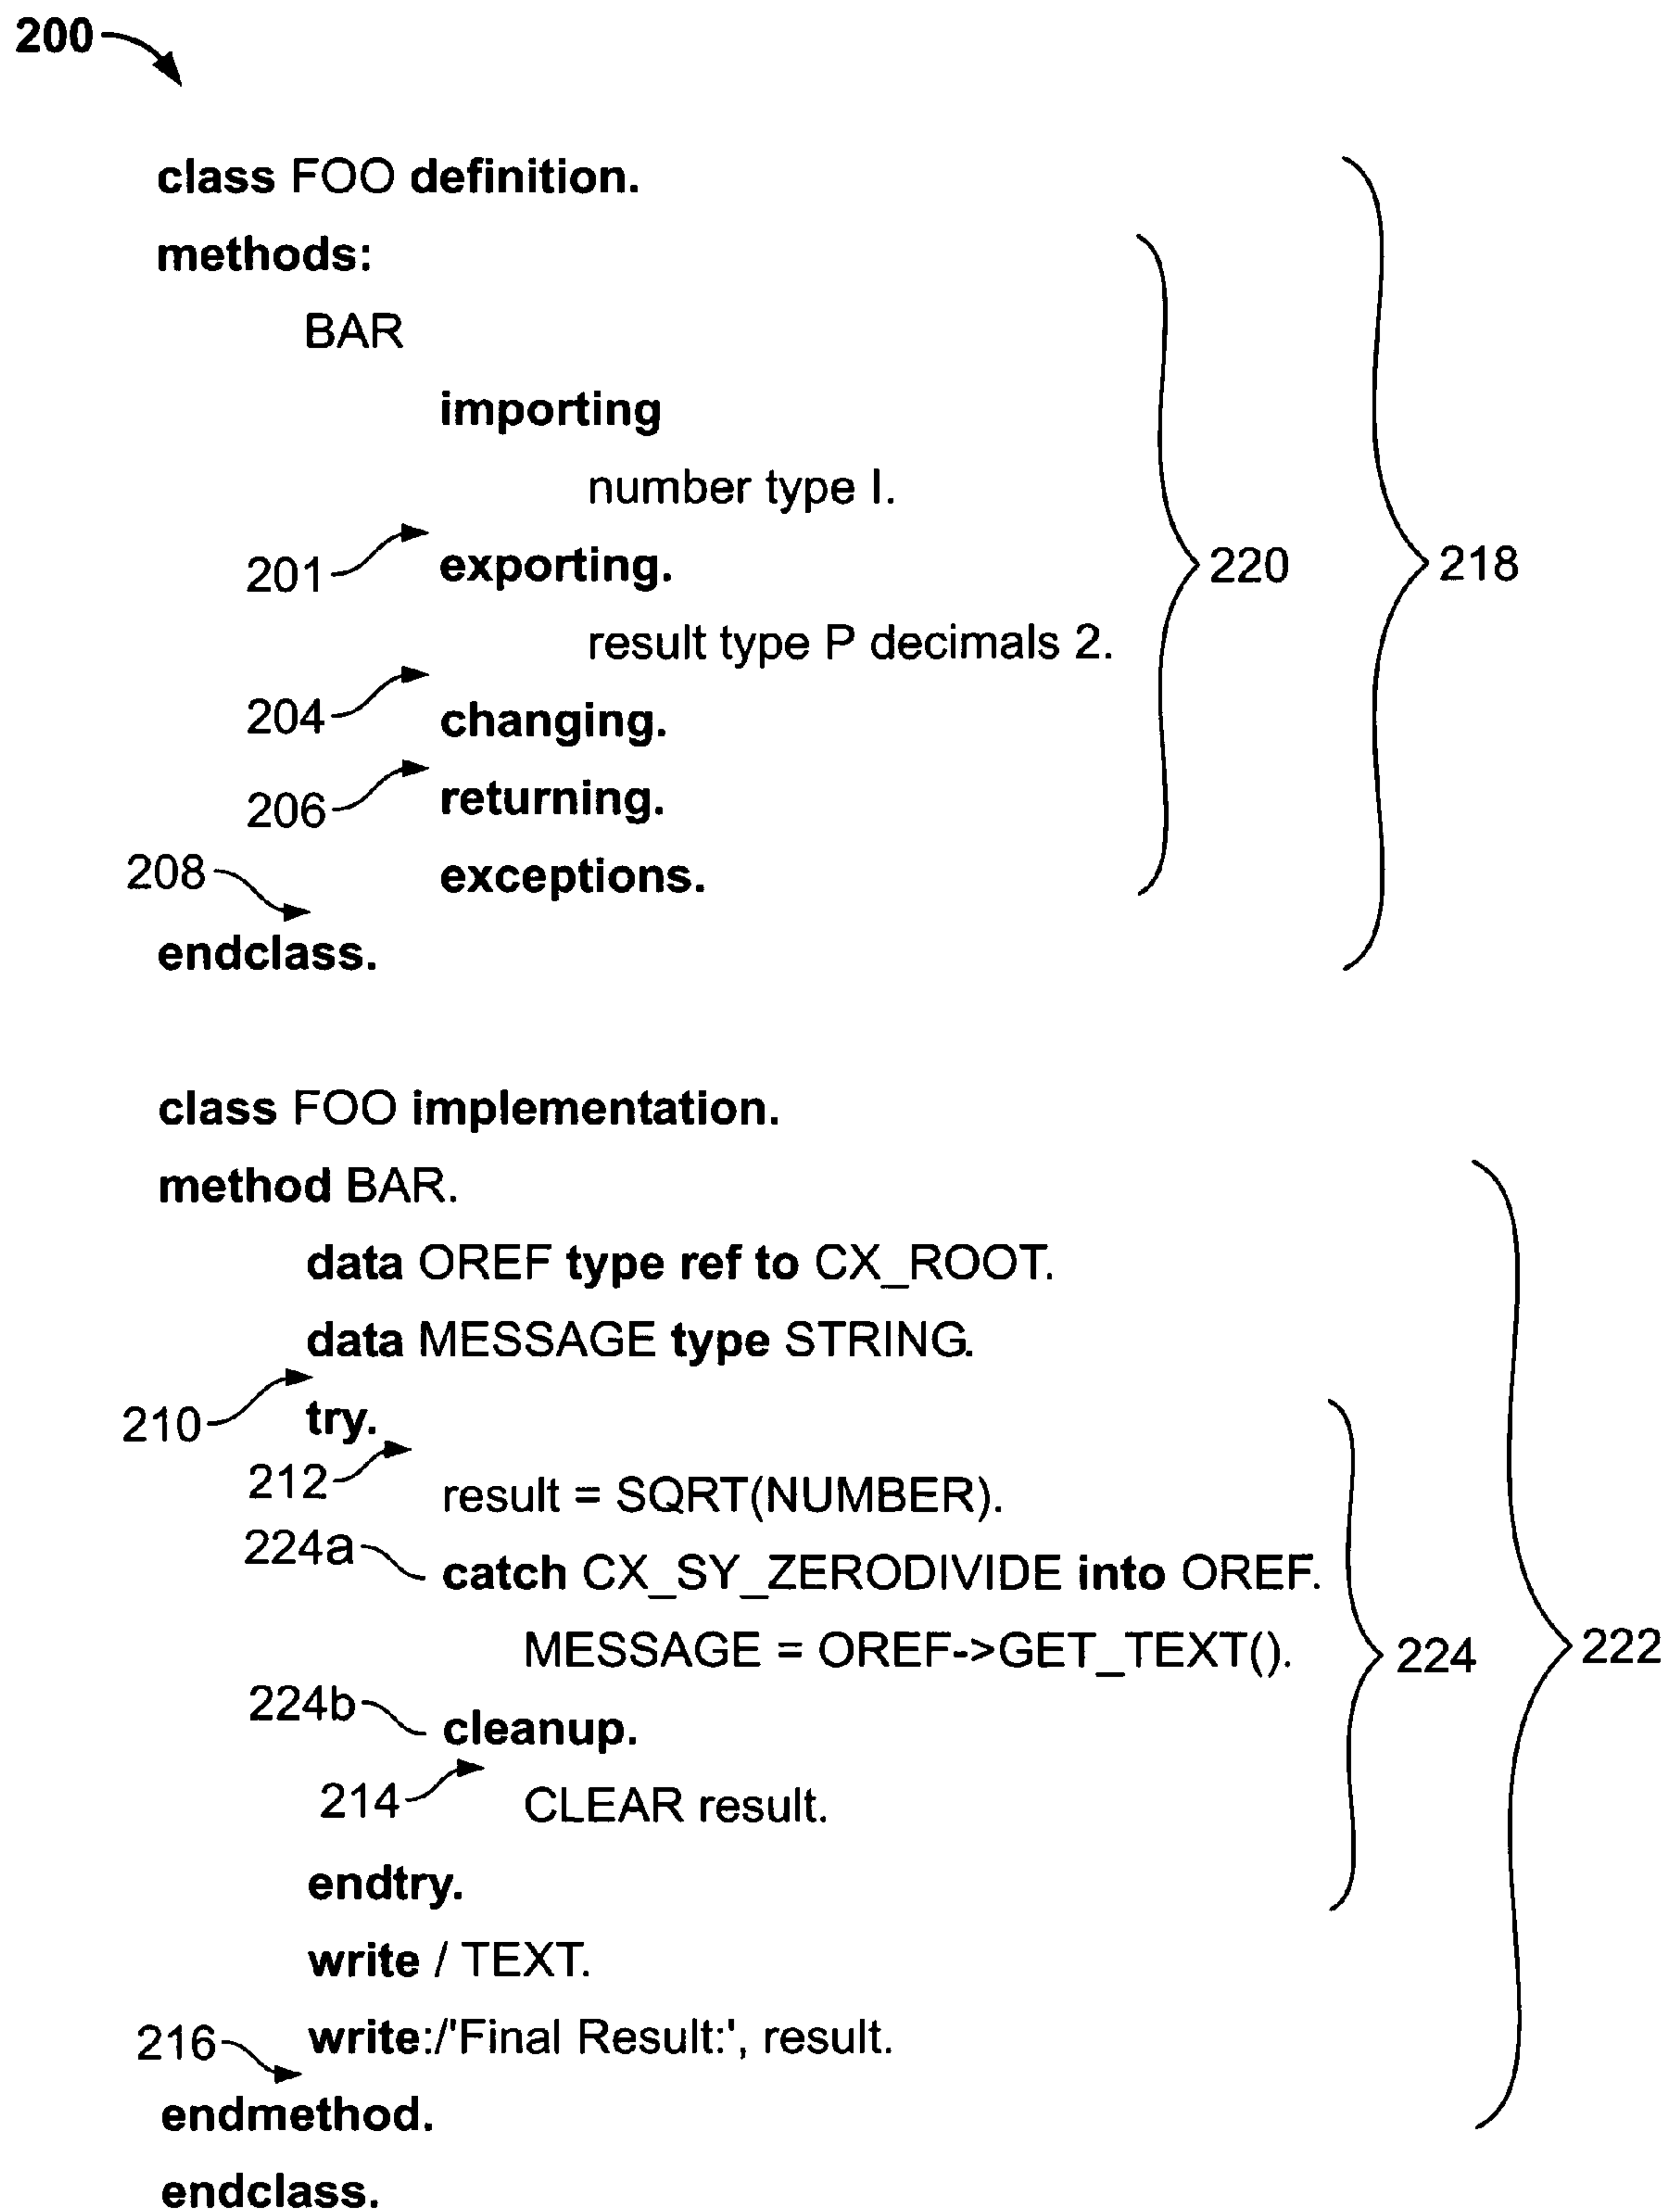 200
class FOO definition.
methods:
BAR
importing
number type I.
201 exporting. 220 218
result type P decimals 2.
204 changing.
206 returning.
208 exceptions.
endclass.
class FOO implementation.
method BAR.
data OREF type ref to CX_ROOT.
data MESSAGE type STRING.
210 try.
212 result = SQRT(NUMBER).
224a catch CX_SY_ZERODIVIDE into OREF.
MESSAGE = OREF->GET_TEXT(). 224 222
224b cleanup.
214 CLEAR result.
endtry.
write / TEXT.
216 write:/'Final Result:', result.
endmethod.
endclass.